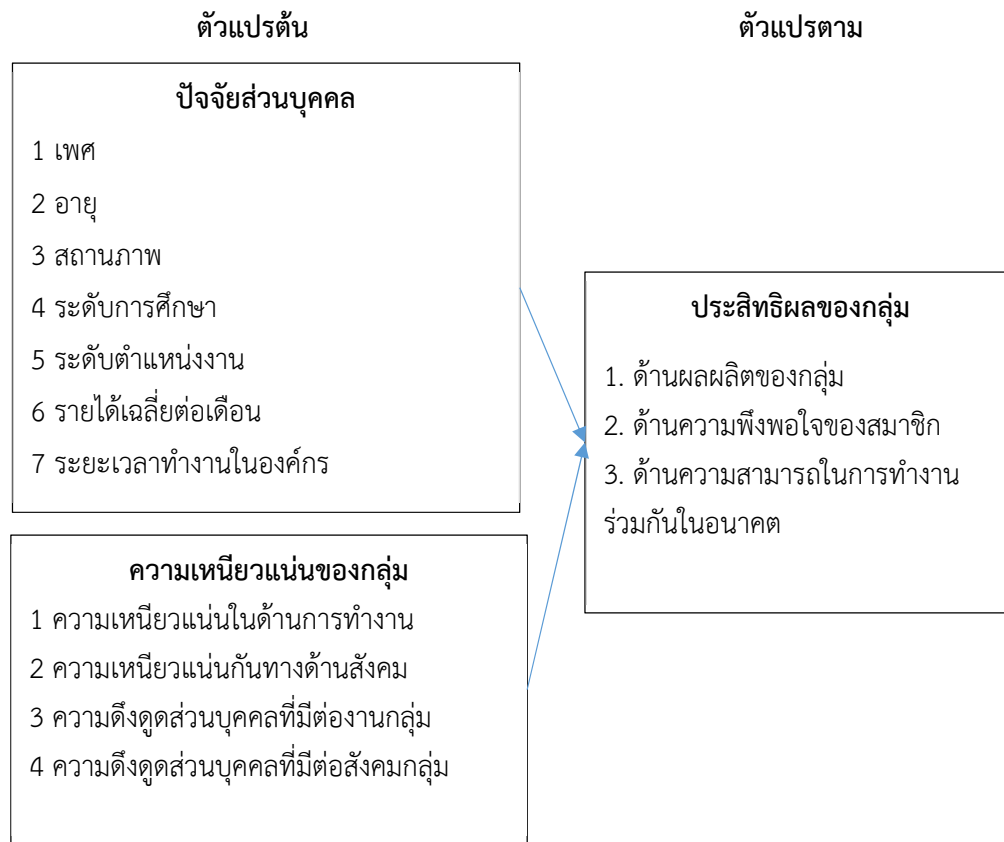 ตัวแปรต้น
ตัวแปรตาม
ปัจจัยส่วนบุคคล
1 เพศ
2 อายุ
3 สถานภาพ
4 ระดับการศึกษา
5 ระดับตำแหน่งงาน
6 รายได้เฉลี่ยต่อเดือน
7 ระยะเวลาทำงานในองค์กร
ความเหนียวแน่นของกลุ่ม
1 ความเหนียวแน่นในด้านการทำงาน
2 ความเหนียวแน่นกันทางด้านสังคม
3 ความดึงดูดส่วนบุคคลที่มีต่องานกลุ่ม
4 ความดึงดูดส่วนบุคคลที่มีต่อสังคมกลุ่ม
ประสิทธิผลของกลุ่ม
1. ด้านผลผลิตของกลุ่ม
2. ด้านความพึงพอใจของสมาชิก
3. ด้านความสามารถในการทำงาน
ร่วมกันในอนาคต